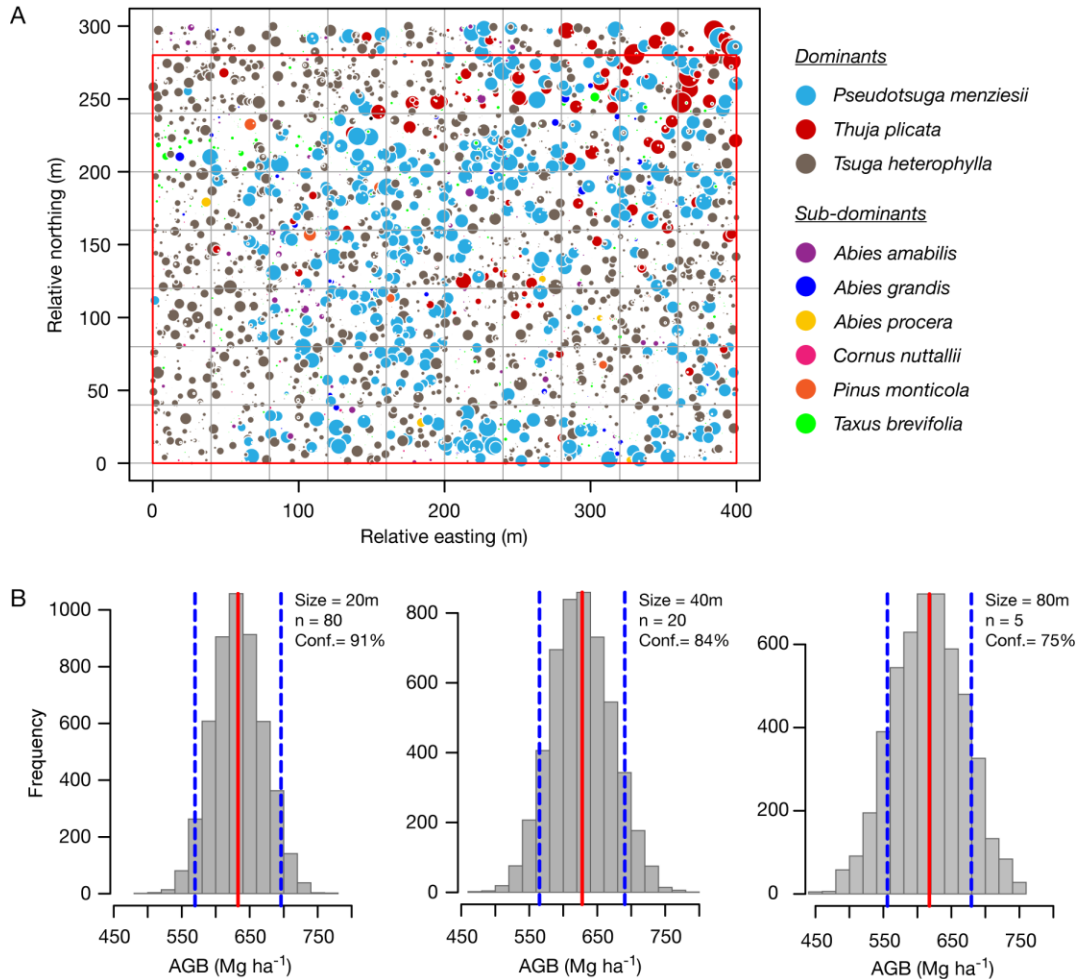 A
300
250
200
150
100
50
0
Relative northing (m)
0
100
200
300
400
Relative easting (m)
Dominants
Pseudotsuga menziesii
Thuja plicata
Tsuga heterophylla
Sub-dominants
Abies amabilis
Abies grandis
Abies procera
Cornus nuttallii
Pinus monticola
Taxus brevifolia
B
Frequency
1000
800
600
400
200
0
Size = 20m
n = 80
Conf.= 91%
450
550
650
750
AGB (Mg ha⁻¹)
800
600
400
200
0
Size = 40m
n = 20
Conf.= 84%
450
550
650
750
AGB (Mg ha⁻¹)
600
400
200
0
Size = 80m
n = 5
Conf.= 75%
450
550
650
750
AGB (Mg ha⁻¹)